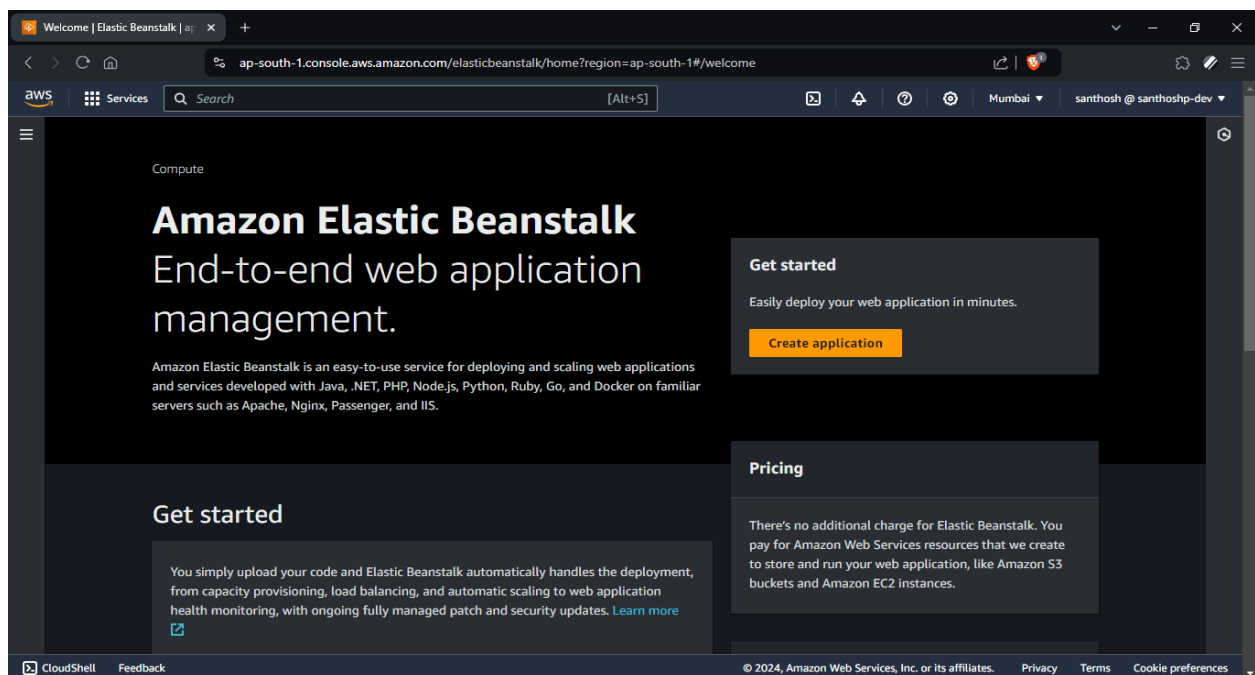 Welcome | Elastic Beanstalk | ap
ap-south-1.console.aws.amazon.com/elasticbeanstalk/home?region=ap-south-1#/welcome
1
aws
Services
Search
[Alt+S]
Mumbai ▼
santhosh @ santhoshp-dev ▼
Compute
Amazon Elastic Beanstalk
End-to-end web application
management.
Amazon Elastic Beanstalk is an easy-to-use service for deploying and scaling web applications
and services developed with Java, .NET, PHP, Node.js, Python, Ruby, Go, and Docker on familiar
servers such as Apache, Nginx, Passenger, and IIS.
Get started
Easily deploy your web application in minutes.
Create application
Pricing
There's no additional charge for Elastic Beanstalk. You
pay for Amazon Web Services resources that we create
to store and run your web application, like Amazon S3
buckets and Amazon EC2 instances.
Get started
You simply upload your code and Elastic Beanstalk automatically handles the deployment,
from capacity provisioning, load balancing, and automatic scaling to web application
health monitoring, with ongoing fully managed patch and security updates. Learn more
CloudShell
Feedback
© 2024, Amazon Web Services, Inc. or its affiliates.
Privacy
Terms
Cookie preferences